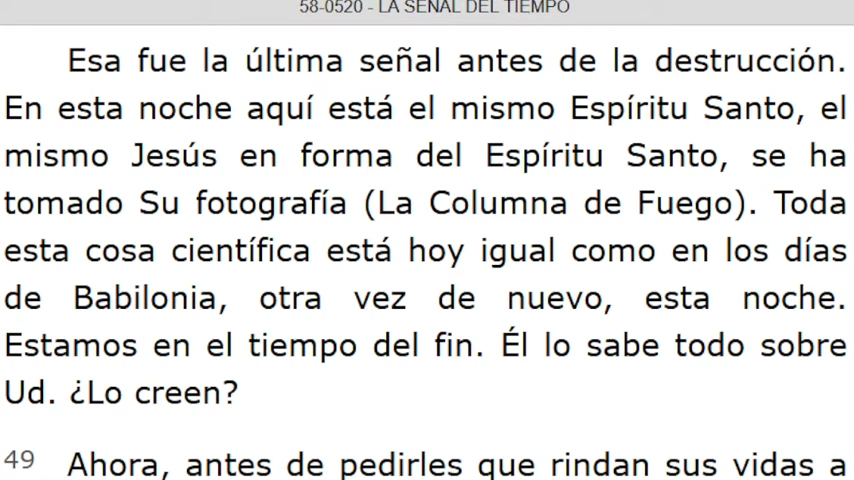 58-0520 - LA SEÑAL DEL TIEMPO
Esa fue la última señal antes de la destrucción.
En esta noche aquí está el mismo Espíritu Santo, el
mismo Jesús en forma del Espíritu Santo, se ha
tomado Su fotografía (La Columna de Fuego). Toda
esta cosa científica está hoy igual como en los días
de Babilonia, otra vez de nuevo, esta noche.
Estamos en el tiempo del fin. Él lo sabe todo sobre
Ud. ¿Lo creen?
49 Ahora, antes de pedirles que rindan sus vidas a